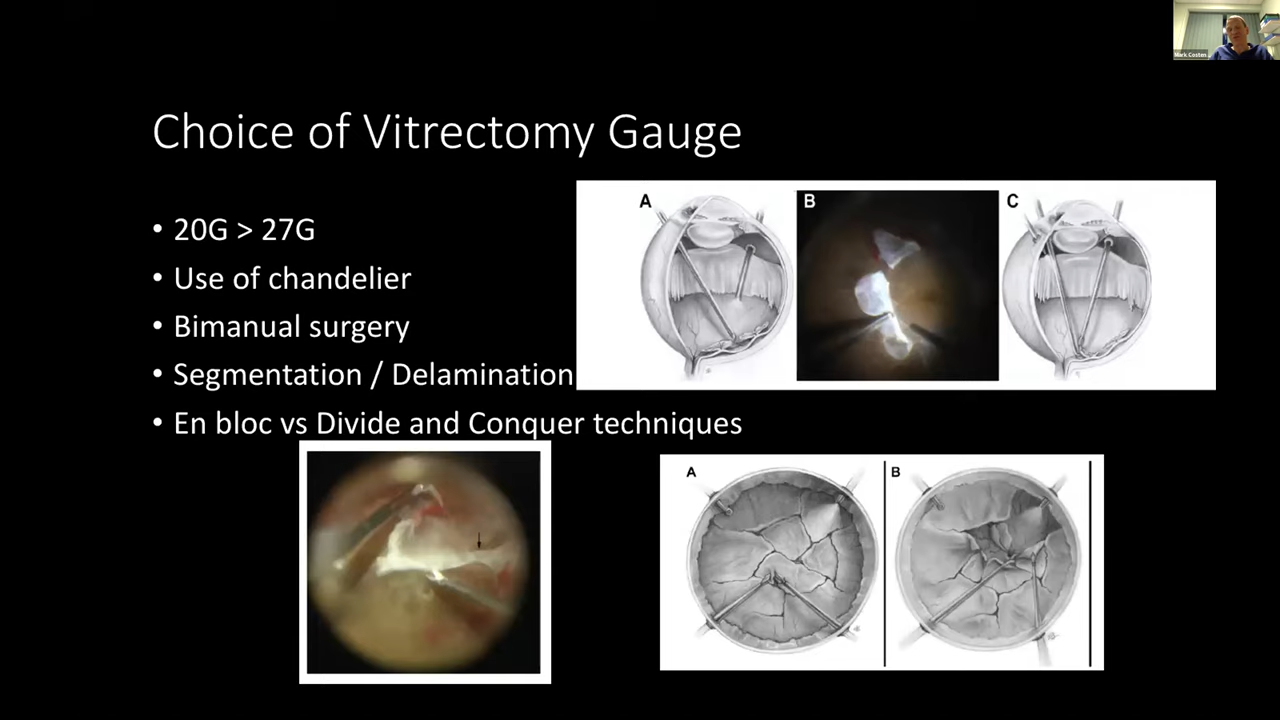 Mark Costen
Choice of Vitrectomy Gauge
• 20G > 27G
• Use of chandelier
• Bimanual surgery
• Segmentation / Delamination
• En bloc vs Divide and Conquer techniques
A
B
C
A
B